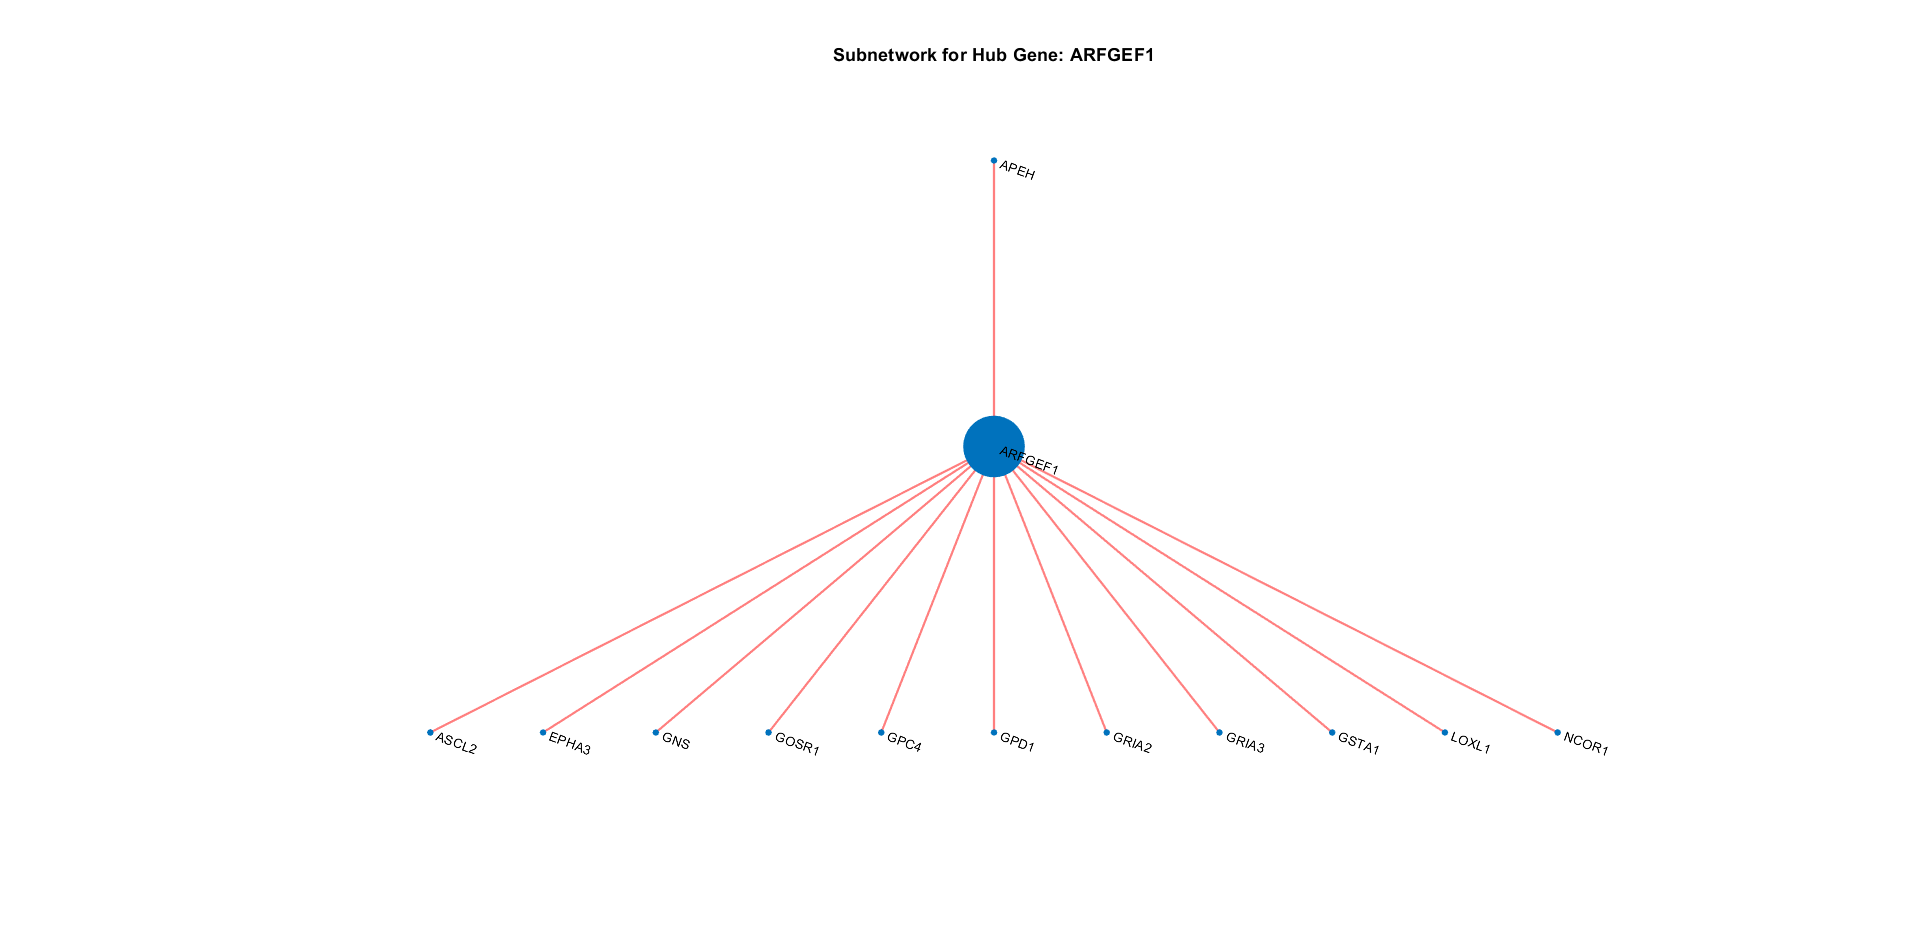 Subnetwork for Hub Gene: ARFGEF1
APEH
ARFGEF1
ASCL2
EPHA3
GNS
GOSR1
GPC4
GPD1
GRIA2
GRIA3
GSTA1
LOXL1
NCOR1